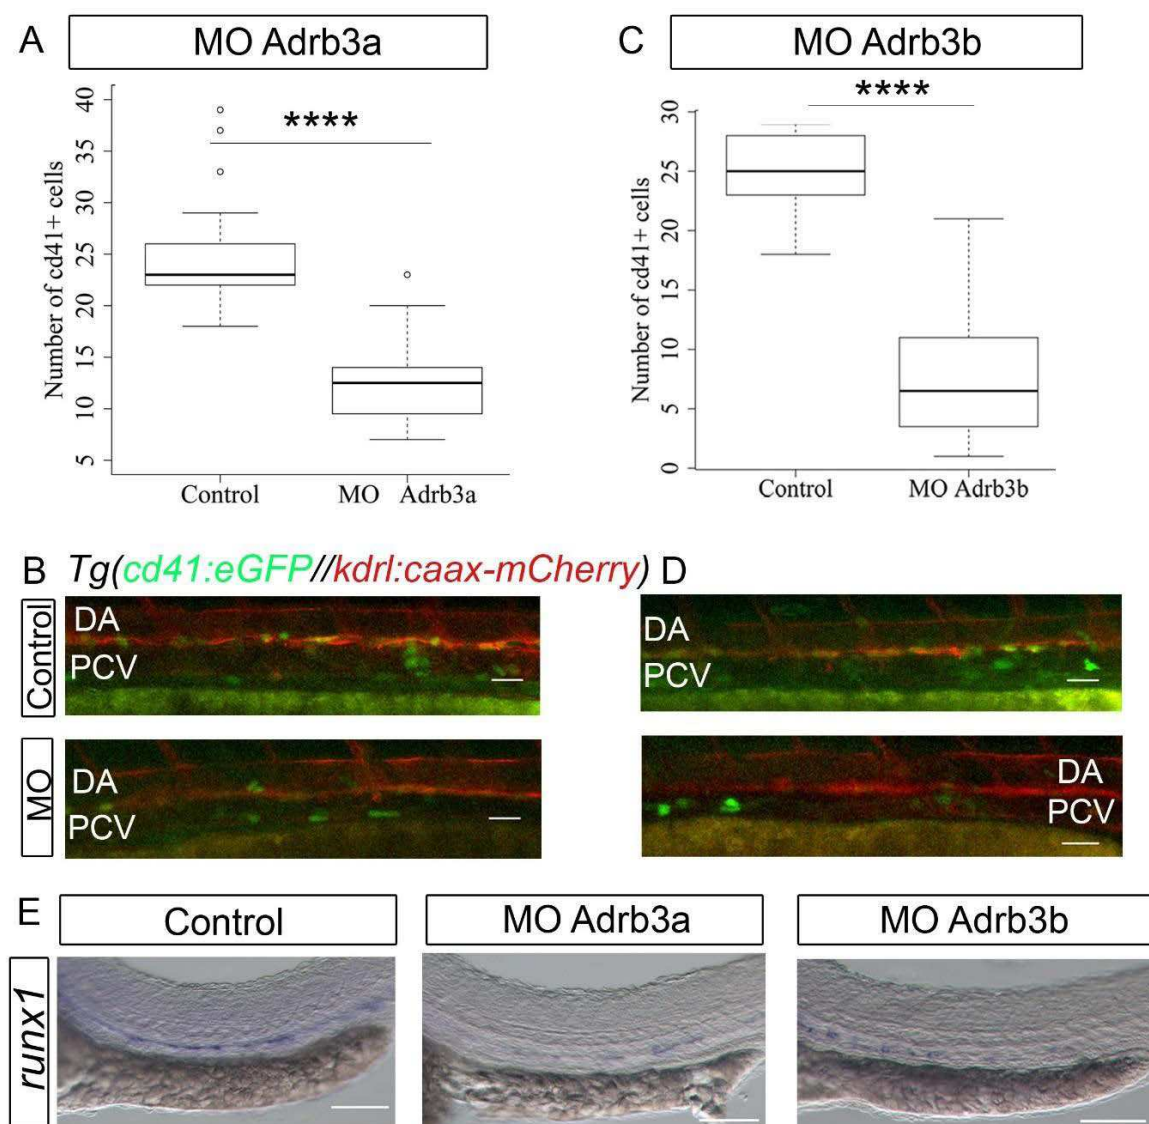 A
MO Adrb3a
****
Number of cd41+ cells
40
35
30
25
20
15
10
5
Control
MO Adrb3a
C
MO Adrb3b
****
Number of cd41+ cells
30
25
20
15
10
5
0
Control
MO Adrb3b
B Tg(cd41:eGFP//kdrl:caax-mCherry) D
Control
DA
PCV
DA
PCV
MO
DA
PCV
DA
PCV
E
Control
MO Adrb3a
MO Adrb3b
runx1